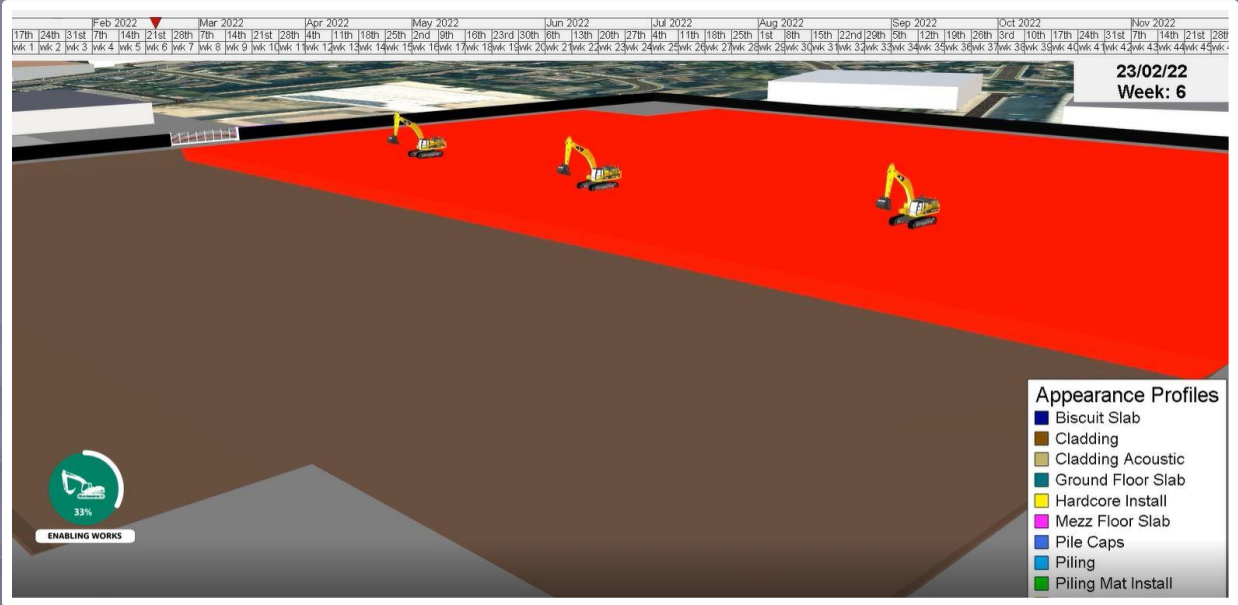 Feb 2022 Mar 2022 Apr 2022 May 2022 Jun 2022 Jul 2022 Aug 2022 Sep 2022 Oct 2022 Nov 2022
17th 24th 31st 7th 14th 21st 28th 7th 14th 21st 28th 4th 11th 18th 25th 2nd 9th 16th 23rd 30th 6th 13th 20th 27th 4th 11th 18th 25th 1st 8th 15th 22nd 29th 5th 12th 19th 26th 3rd 10th 17th 24th 31st 7th 14th 21st 28th
wk 1 wk 2 wk 3 wk 4 wk 5 wk 6 wk 7 wk 8 wk 9 wk 10 wk 11 wk 12 wk 13 wk 14 wk 15 wk 16 wk 17 wk 18 wk 19 wk 20 wk 21 wk 22 wk 23 wk 24 wk 25 wk 26 wk 27 wk 28 wk 29 wk 30 wk 31 wk 32 wk 33 wk 34 wk 35 wk 36 wk 37 wk 38 wk 39 wk 40 wk 41 wk 42 wk 43 wk 44 wk 45 wk
23/02/22
Week: 6
Appearance Profiles
Biscuit Slab
Cladding
Cladding Acoustic
Ground Floor Slab
Hardcore Install
Mezz Floor Slab
Pile Caps
Piling
Piling Mat Install
33%
ENABLING WORKS